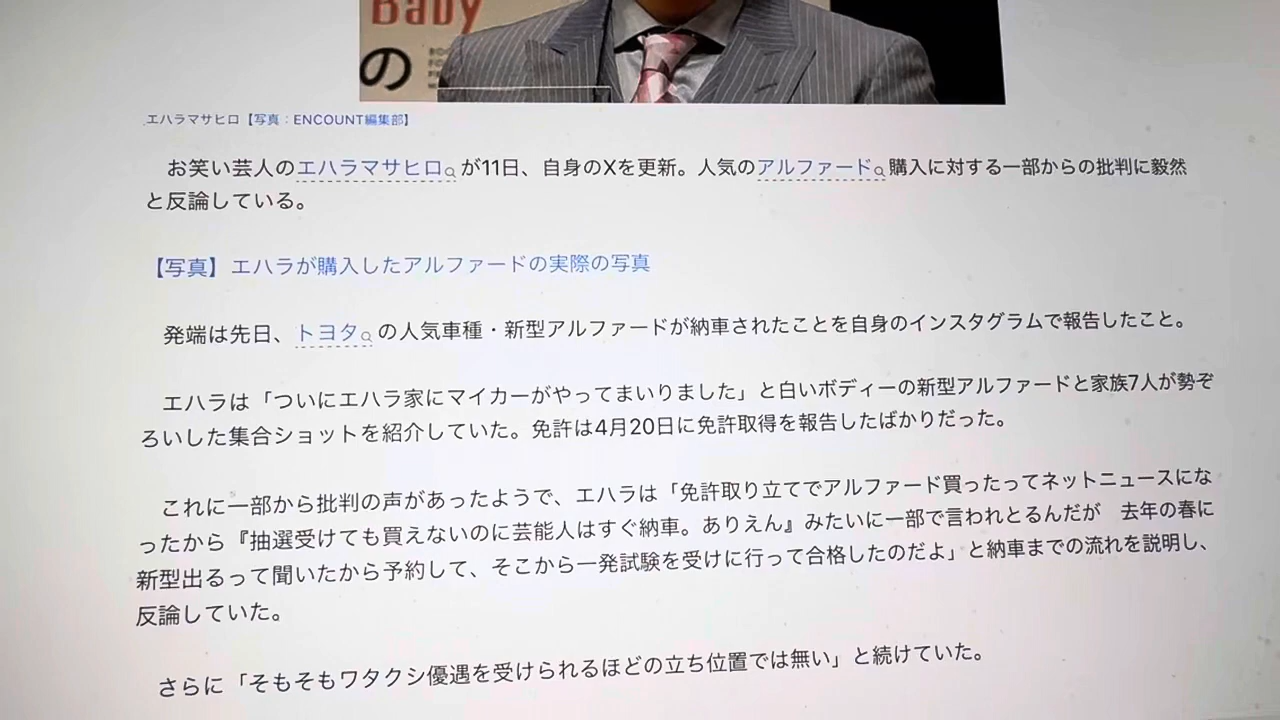 Baby
の
エハラマサヒロ【写真：ENCOUNT編集部】
お笑い芸人のエハラマサヒロが11日、自身のXを更新。人気のアルファード購入に対する一部からの批判に毅然
と反論している。
【写真】エハラが購入したアルファードの実際の写真
発端は先日、トヨタの人気車種・新型アルファードが納車されたことを自身のインスタグラムで報告したこと。
エハラは「ついにエハラ家にマイカーがやってまいりました」と白いボディーの新型アルファードと家族7人が勢ぞ
ろいした集合ショットを紹介していた。免許は4月20日に免許取得を報告したばかりだった。
これに一部から批判の声があったようで、エハラは「免許取り立てでアルファード買ったってネットニュースにな
ったから『抽選受けても買えないのに芸能人はすぐ納車。ありえん』みたいに一部で言われとるんだが　去年の春に
新型出るって聞いたから予約して、そこから一発試験を受けに行って合格したのだよ」と納車までの流れを説明し、
反論していた。
さらに「そもそもワタクシ優遇を受けられるほどの立ち位置では無い」と続けていた。